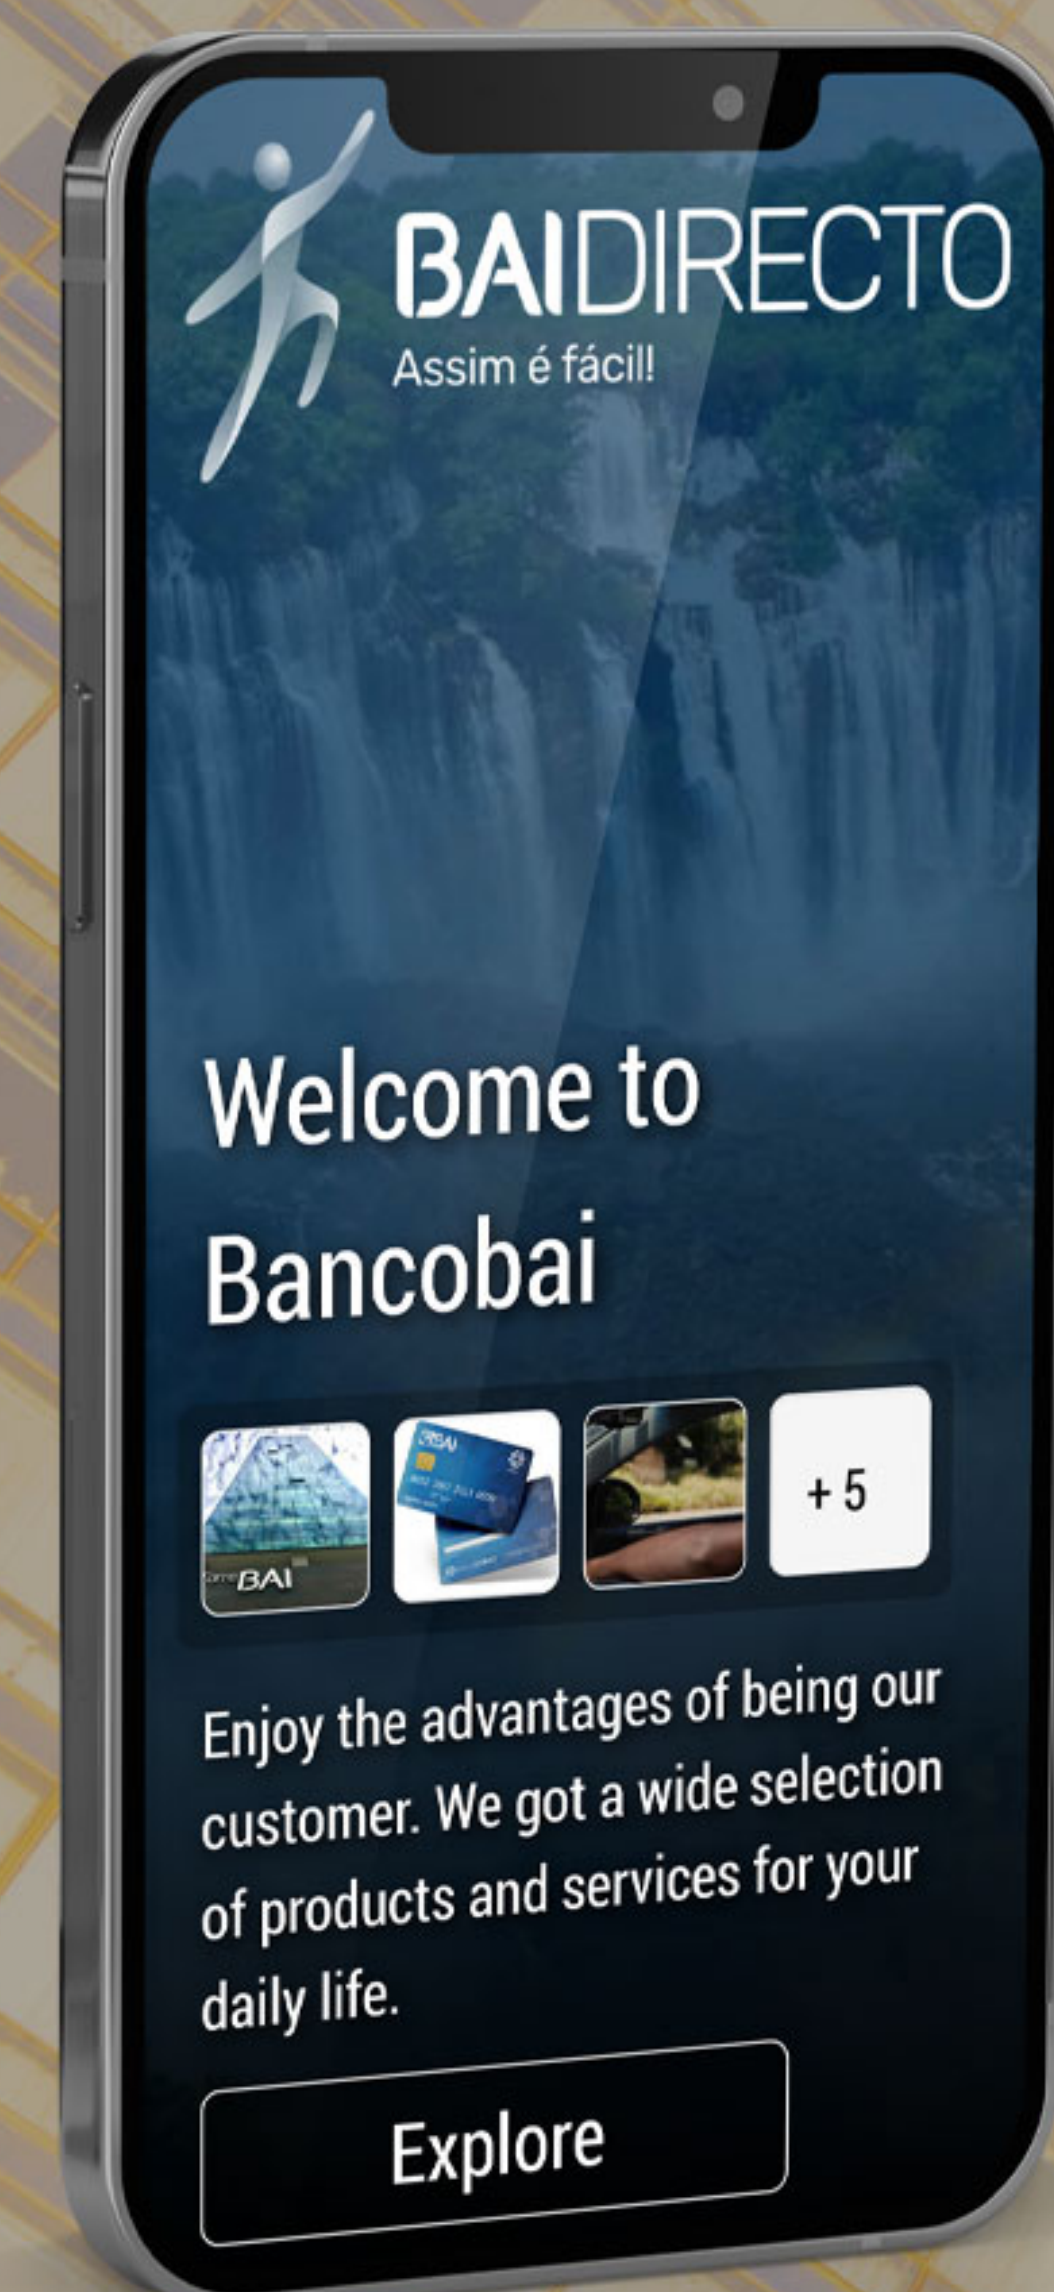 BAIDIRECTO
Assim é fácil!
Welcome to
Bancobai
BAI
BAI
+ 5
Enjoy the advantages of being our
customer. We got a wide selection
of products and services for your
daily life.
Explore